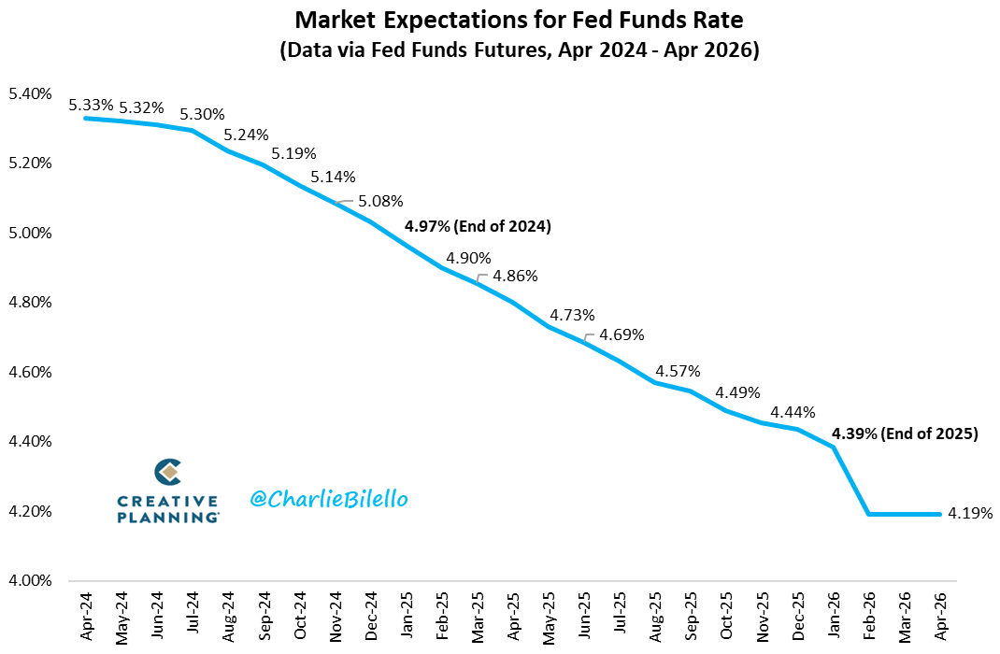 Market Expectations for Fed Funds Rate
(Data via Fed Funds Futures, Apr 2024 - Apr 2026)
5.40%
5.20%
5.00%
4.80%
4.60%
4.40%
4.20%
4.00%
5.33%
5.32%
5.30%
5.24%
5.19%
5.14%
5.08%
4.97% (End of 2024)
4.90%
4.86%
4.73%
4.69%
4.57%
4.49%
4.44%
4.39% (End of 2025)
4.19%
CREATIVE
PLANNING
@CharlieBilello
Apr-24
May-24
Jun-24
Jul-24
Aug-24
Sep-24
Oct-24
Nov-24
Dec-24
Jan-25
Feb-25
Mar-25
Apr-25
May-25
Jun-25
Jul-25
Aug-25
Sep-25
Oct-25
Nov-25
Dec-25
Jan-26
Feb-26
Mar-26
Apr-26